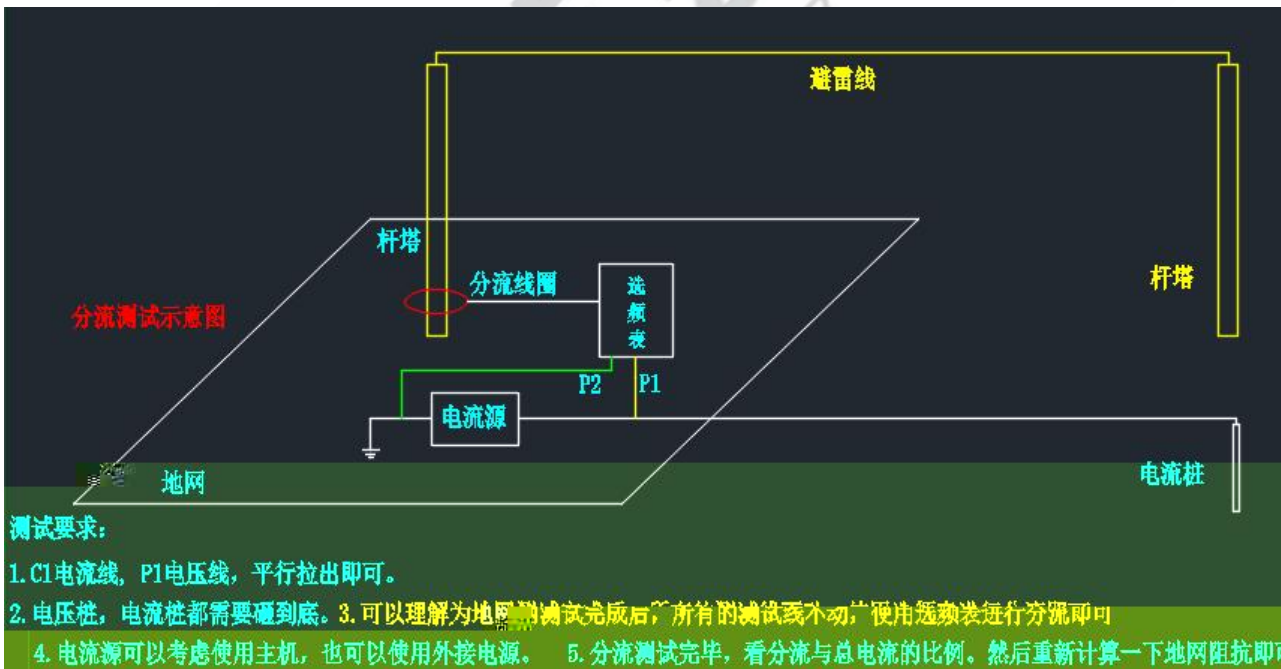 避雷线
杆塔
分流线圈
选频表
杆塔
分流测试示意图
P2
P1
电流源
地网
电流桩
测试要求：
1.C1电流线, P1电压线，平行拉出即可。
2.电压桩，电流桩都需要砸到底。3.可以理解为地网测试完成后，所有的测试线不动，使用选频表进行分流即可
4.电流源可以考虑使用主机，也可以使用外接电源。 5.分流测试完毕，看分流与总电流的比例。然后重新计算一下地网阻抗即